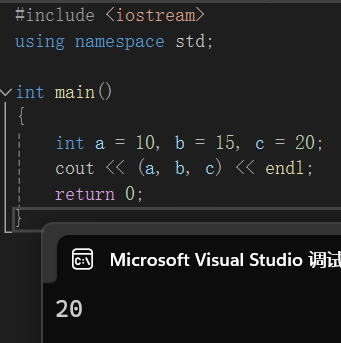 #include <iostream>
using namespace std;
int main()
{
int a = 10, b = 15, c = 20;
cout << (a, b, c) << endl;
return 0;
}
C:\
Microsoft Visual Studio 调试
20